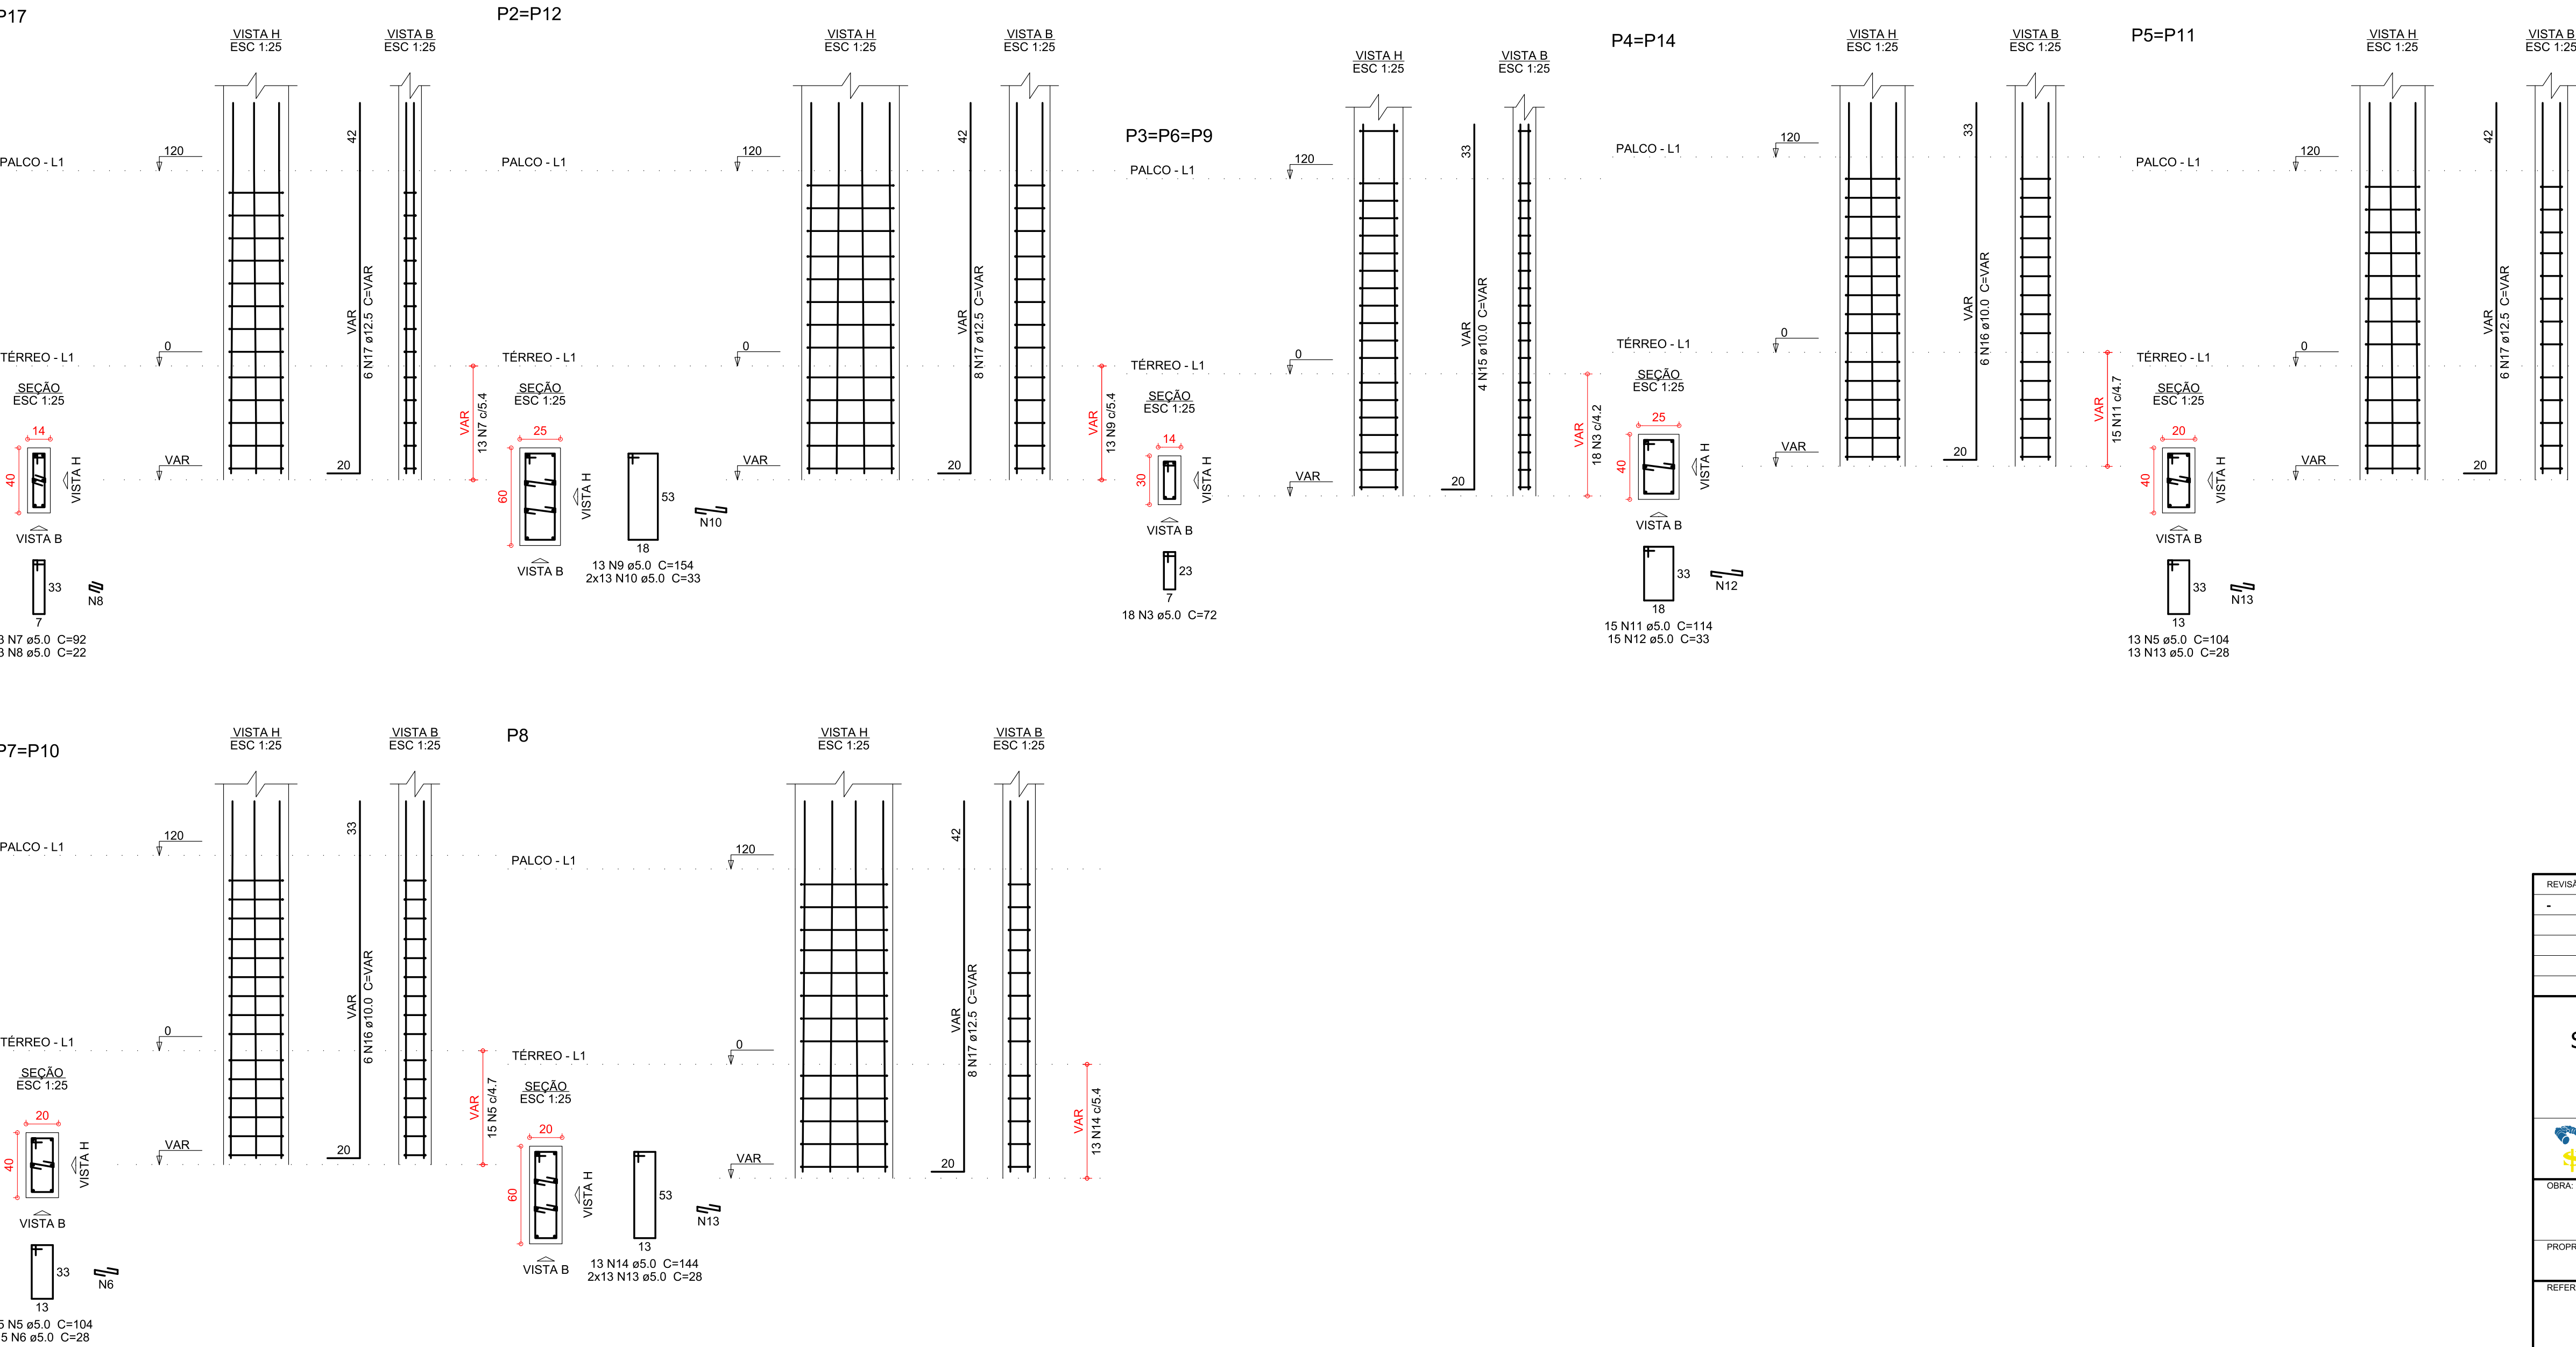 P17
VISTA H
ESC 1:25
VISTA B
ESC 1:25
PALCO - L1
120
42
VAR
6 N17 ø12.5 C=VAR
TÉRREO - L1
0
SEÇÃO
ESC 1:25
14
40
VISTA H
VISTA B
VAR
20
VAR
13 N7 c/5.4
33
7
N8
3 N7 ø5.0 C=92
3 N8 ø5.0 C=22
P2=P12
VISTA H
ESC 1:25
VISTA B
ESC 1:25
PALCO - L1
120
42
VAR
8 N17 ø12.5 C=VAR
TÉRREO - L1
0
SEÇÃO
ESC 1:25
25
60
VISTA H
VISTA B
53
18
N10
13 N9 ø5.0 C=154
2x13 N10 ø5.0 C=33
VAR
20
VAR
13 N9 c/5.4
P3=P6=P9
VISTA H
ESC 1:25
VISTA B
ESC 1:25
PALCO - L1
120
33
VAR
4 N15 ø10.0 C=VAR
TÉRREO - L1
0
SEÇÃO
ESC 1:25
14
30
VISTA H
VISTA B
VAR
20
VAR
18 N3 c/4.2
23
7
18 N3 ø5.0 C=72
P4=P14
VISTA H
ESC 1:25
VISTA B
ESC 1:25
PALCO - L1
120
33
VAR
6 N16 ø10.0 C=VAR
TÉRREO - L1
0
SEÇÃO
ESC 1:25
25
40
VISTA H
VISTA B
VAR
20
VAR
15 N11 c/4.7
33
18
N12
15 N11 ø5.0 C=114
15 N12 ø5.0 C=33
P5=P11
VISTA H
ESC 1:25
VISTA B
ESC 1:25
PALCO - L1
120
42
VAR
6 N17 ø12.5 C=VAR
TÉRREO - L1
0
SEÇÃO
ESC 1:25
20
40
VISTA H
VISTA B
VAR
20
33
13
N13
13 N5 ø5.0 C=104
13 N13 ø5.0 C=28
P7=P10
VISTA H
ESC 1:25
VISTA B
ESC 1:25
PALCO - L1
120
33
VAR
6 N16 ø10.0 C=VAR
TÉRREO - L1
0
SEÇÃO
ESC 1:25
20
40
VISTA H
VISTA B
VAR
20
VAR
15 N5 c/4.7
33
13
N6
5 N5 ø5.0 C=104
5 N6 ø5.0 C=28
P8
VISTA H
ESC 1:25
VISTA B
ESC 1:25
PALCO - L1
120
42
VAR
8 N17 ø12.5 C=VAR
TÉRREO - L1
0
SEÇÃO
ESC 1:25
20
60
VISTA H
VISTA B
53
13
N13
13 N14 ø5.0 C=144
2x13 N13 ø5.0 C=28
VAR
20
VAR
13 N14 c/5.4
-
OBRA: